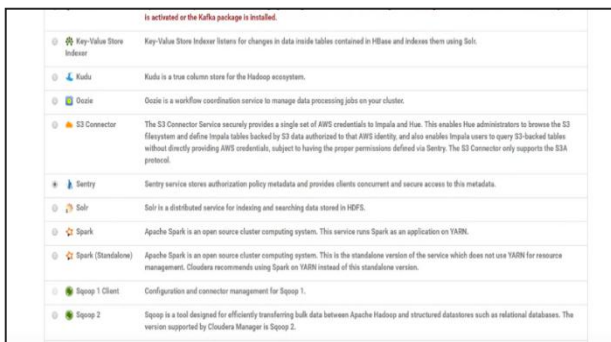 is activated or the Kafka package is installed.
Key-Value Store Key-Value Store Indexer listens for changes in data inside tables contained in HBase and indexes them using Solr.
Indexer
Kudu Kudu is a true column store for the Hadoop ecosystem.
Oozie Oozie is a workflow coordination service to manage data processing jobs on your cluster.
S3 Connector The S3 Connector Service securely provides a single set of AWS credentials to Impala and Hue. This enables Hue administrators to browse the S3
filesystem and define Impala tables backed by S3 data authorized to that AWS identity, and also enables Impala users to query S3-backed tables
without directly providing AWS credentials, subject to having the proper permissions defined via Sentry. The S3 Connector only supports the S3A
protocol.
Sentry Sentry service stores authorization policy metadata and provides clients concurrent and secure access to this metadata.
Solr Solr is a distributed service for indexing and searching data stored in HDFS.
Spark Apache Spark is an open source cluster computing system. This service runs Spark as an application on YARN.
Spark (Standalone) Apache Spark is an open source cluster computing system. This is the standalone version of the service which does not use YARN for resource
management. Cloudera recommends using Spark on YARN instead of this standalone version.
Sqoop 1 Client Configuration and connector management for Sqoop 1.
Sqoop 2 Sqoop is a tool designed for efficiently transferring bulk data between Apache Hadoop and structured datastores such as relational databases. The
version supported by Cloudera Manager is Sqoop 2.